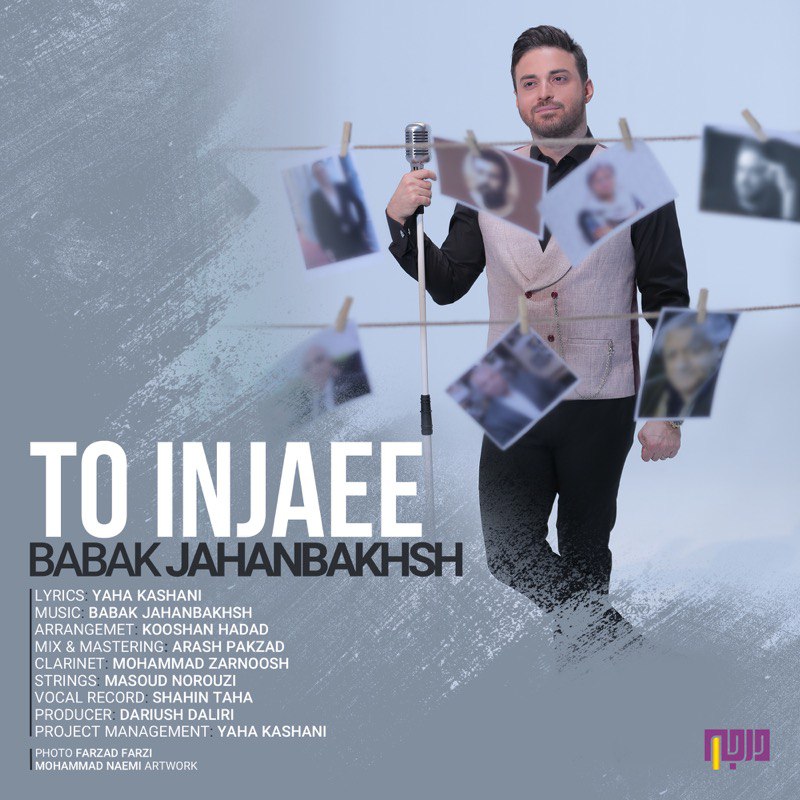 TO INJAEE
BABAK JAHANBAKHSH
LYRICS: YAHA KASHANI
MUSIC: BABAK JAHANBAKHSH
ARRANGEMET: KOOSHAN HADAD
MIX & MASTERING: ARASH PAKZAD
CLARINET: MOHAMMAD ZARNOOSH
STRINGS: MASOUD NOROUZI
VOCAL RECORD: SHAHIN TAHA
PRODUCER: DARIUSH DALIRI
PROJECT MANAGEMENT: YAHA KASHANI
PHOTO FARZAD FARZI
MOHAMMAD NAEMI ARTWORK